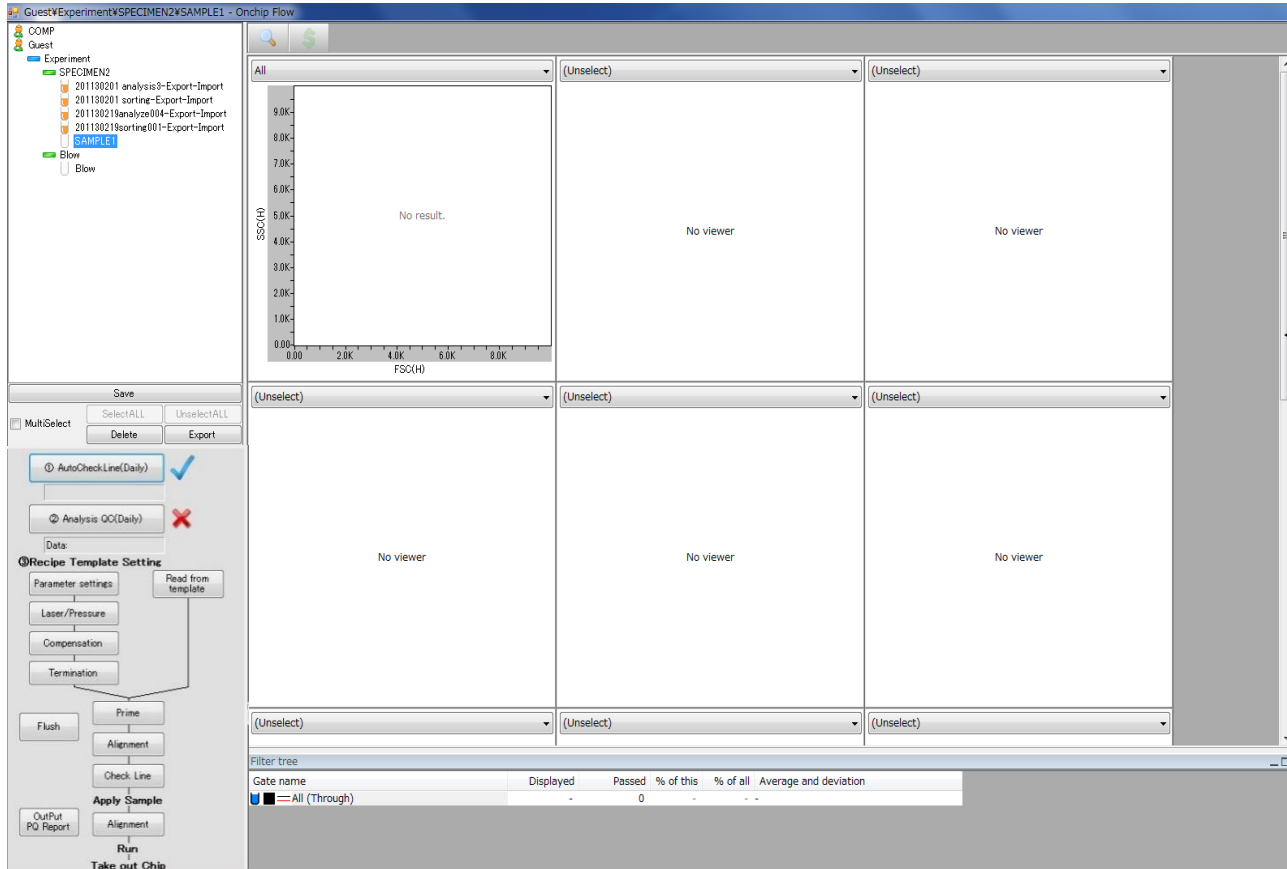 Guest¥Experiment¥SPECIMEN2¥SAMPLE1 - Onchip Flow
COMP
Guest
Experiment
SPECIMEN2
201130201 analysis3-Export-Import
201130201 sorting-Export-Import
201130219analyze004-Export-Import
201130219sorting001-Export-Import
SAMPLE1
Blow
Blow
Save
MultiSelect
SelectALL
UnselectALL
Delete
Export
① AutoCheckLine(Daily)
② Analysis QC(Daily)
Data:
③Recipe Template Setting
Parameter settings
Read from
template
Laser/Pressure
Compensation
Termination
Prime
Flush
Alignment
Check Line
Apply Sample
OutPut
PQ Report
Alignment
Run
Take out Chip
All
(Unselect)
(Unselect)
9.0K
8.0K
7.0K
6.0K
5.0K
4.0K
3.0K
2.0K
1.0K
0.00
SSC(H)
No result.
0.00 2.0K 4.0K 6.0K 8.0K
FSC(H)
No viewer
No viewer
(Unselect)
(Unselect)
(Unselect)
No viewer
No viewer
No viewer
(Unselect)
(Unselect)
(Unselect)
Filter tree
Gate name Displayed Passed % of this % of all Average and deviation
All (Through) - 0 - - -